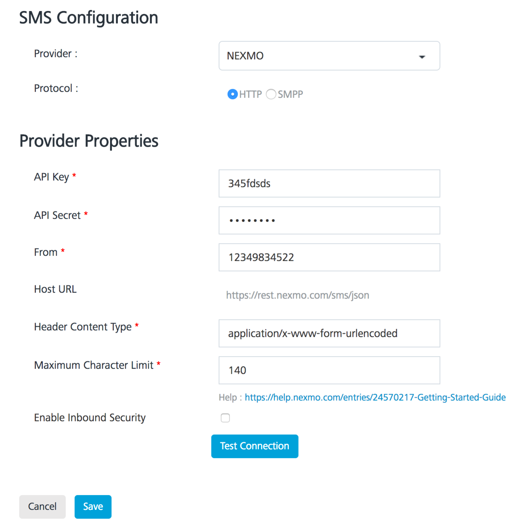 SMS Configuration
Provider : NEXMO
Protocol : HTTP SMPP
Provider Properties
API Key * 345fdsds
API Secret * ••••••••
From * 12349834522
Host URL https://rest.nexmo.com/sms/json
Header Content Type * application/x-www-form-urlencoded
Maximum Character Limit * 140
Help : https://help.nexmo.com/entries/24570217-Getting-Started-Guide
Enable Inbound Security
Test Connection
Cancel Save